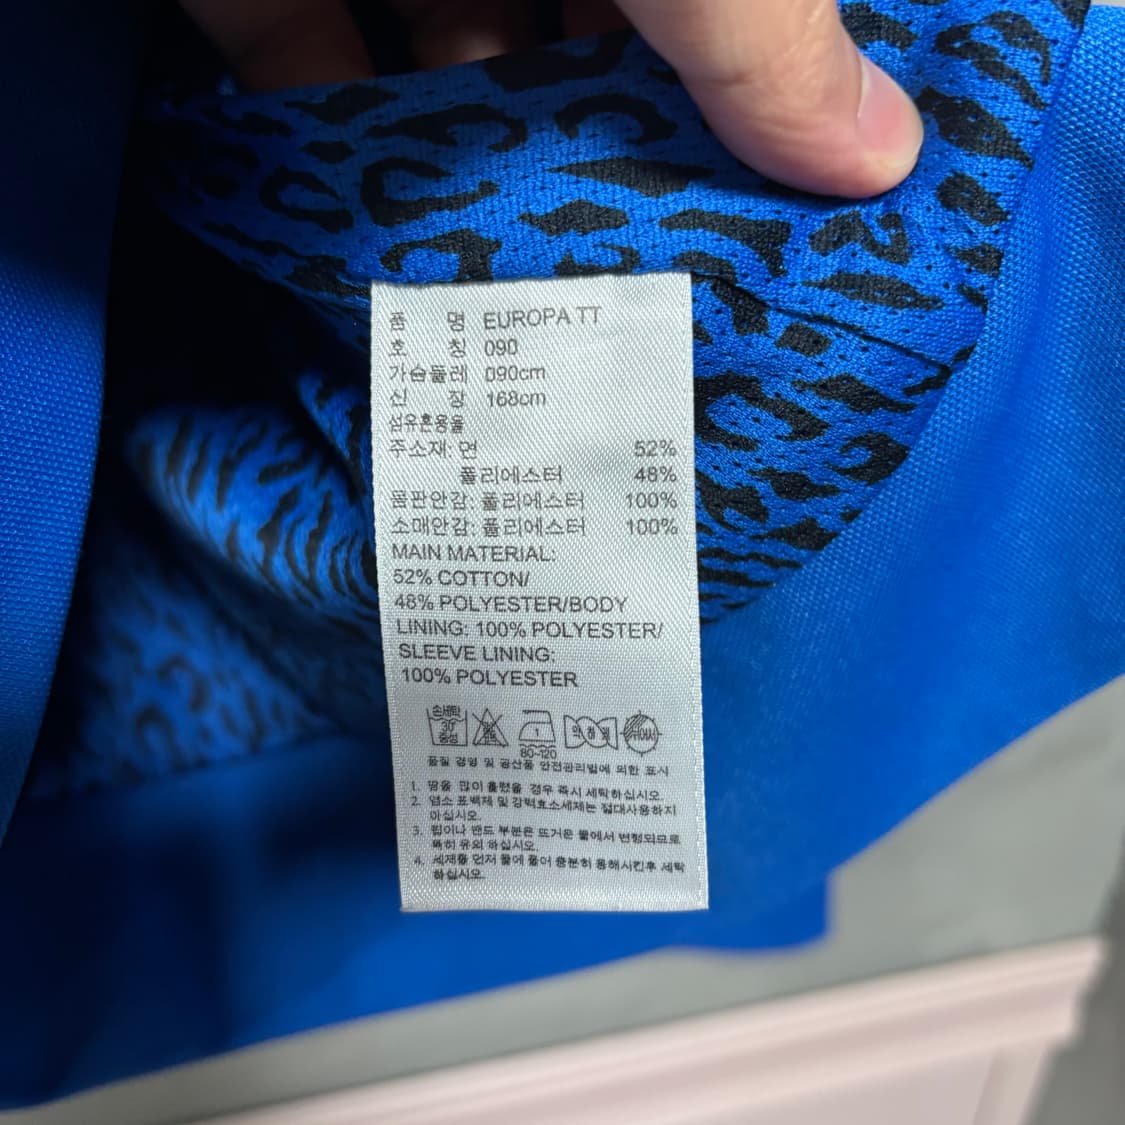 품 명 EUROPA TT
호 칭 090
가슴둘레 090cm
신 장 168cm
섬유혼용율
주소재: 면 52%
폴리에스터 48%
몸판안감: 폴리에스터 100%
소매안감: 폴리에스터 100%
MAIN MATERIAL:
52% COTTON/
48% POLYESTER/BODY
LINING: 100% POLYESTER/
SLEEVE LINING:
100% POLYESTER
손세탁
30
중성
1
80-120
약하게
품질 경영 및 공산품 안전관리법에 의한 표시
1. 땀을 많이 흘렸을 경우 즉시 세탁하십시오.
2. 염소 표백제 및 강력효소세제는 절대사용하지
마십시오.
3. 립이나 밴드 부분은 뜨거운 물에서 변형되므로
특히 유의 하십시오.
4. 세제를 먼저 물에 풀어 충분히 용해시킨후 세탁
하십시오.